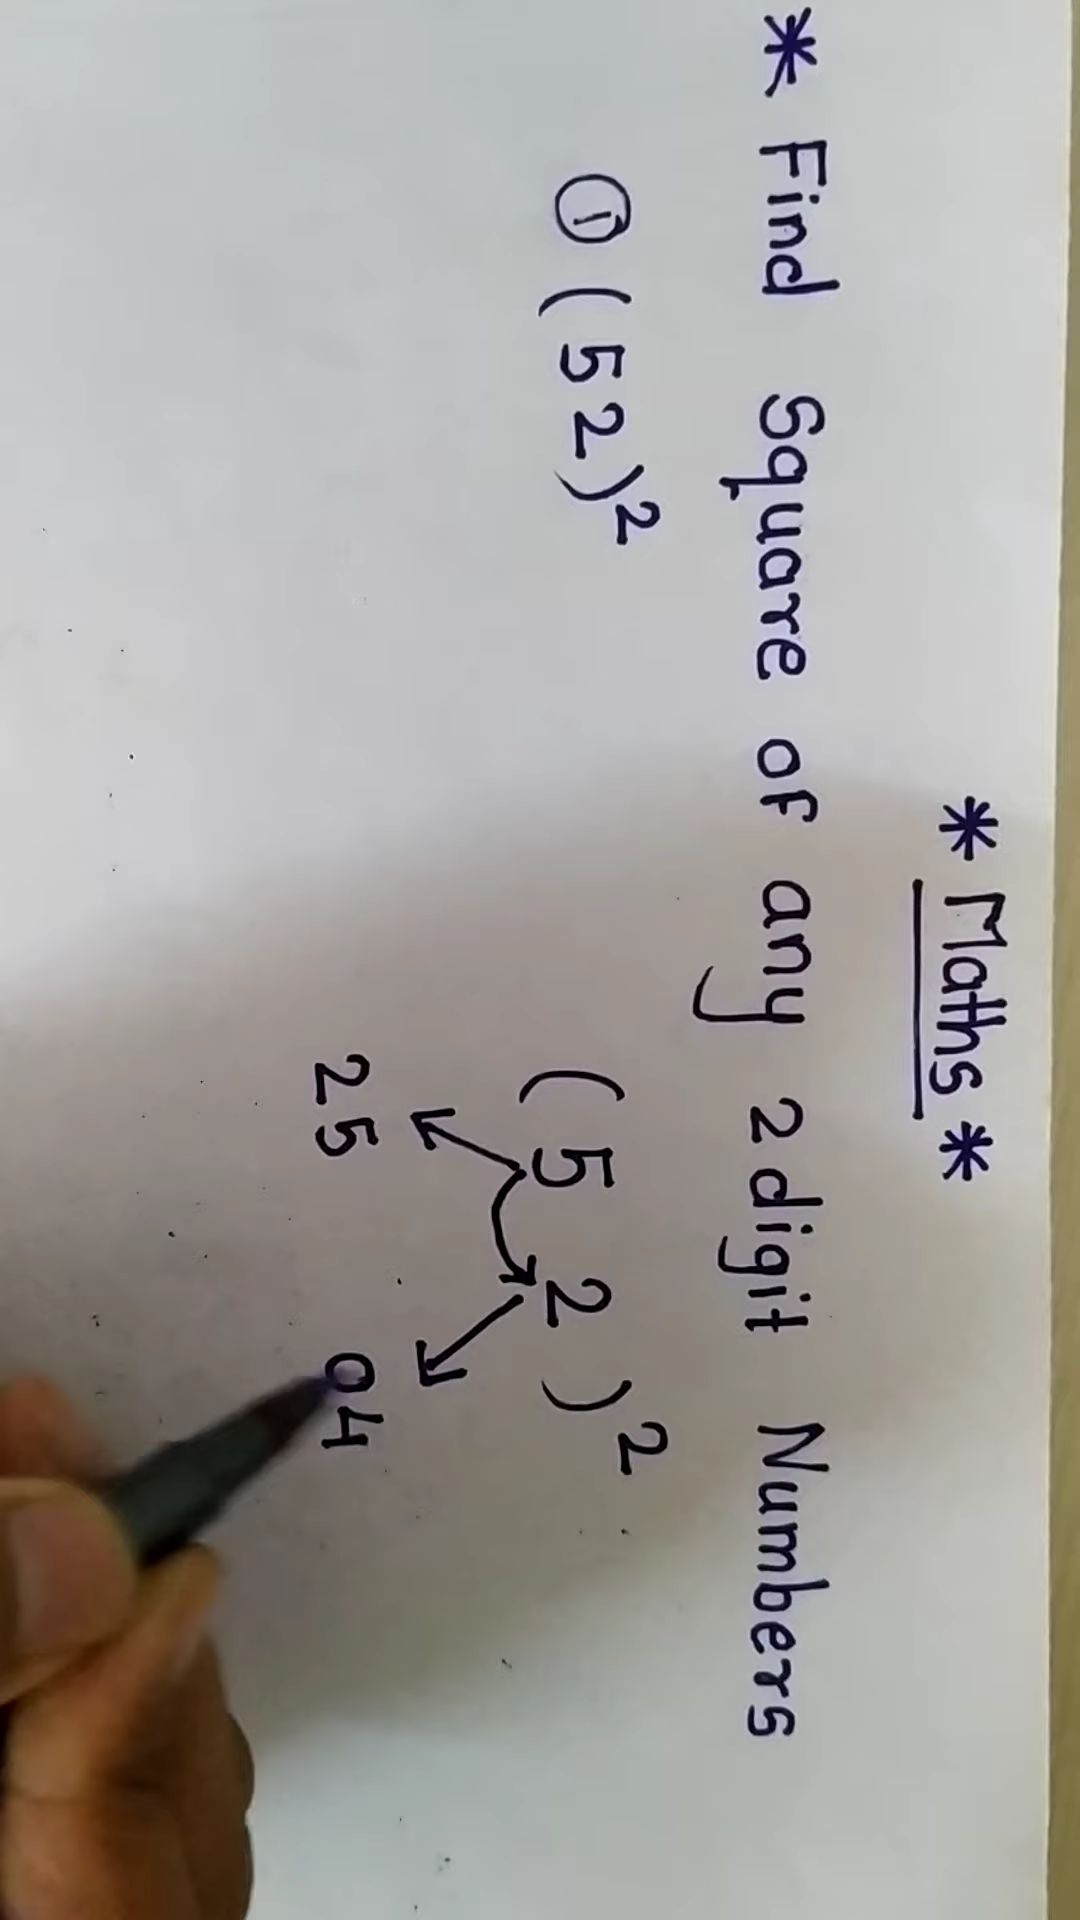 * Maths *
* Find Square of any 2 digit Numbers
① (52)²
(5 2)²
25 04